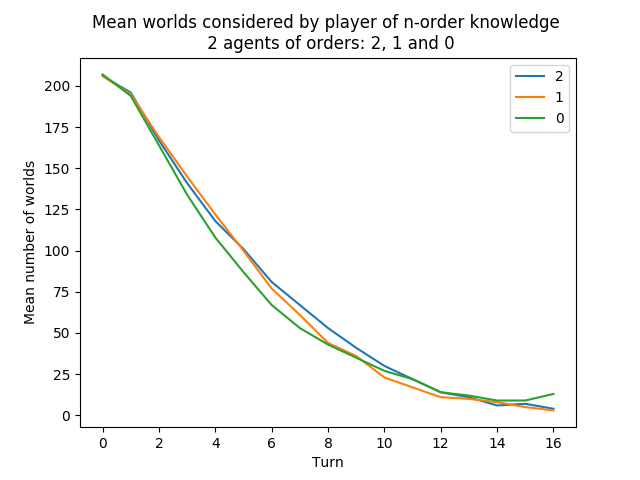 Mean worlds considered by player of n-order knowledge
2 agents of orders: 2, 1 and 0
2
1
0
200
175
150
125
100
75
50
25
0
Mean number of worlds
0 2 4 6 8 10 12 14 16
Turn